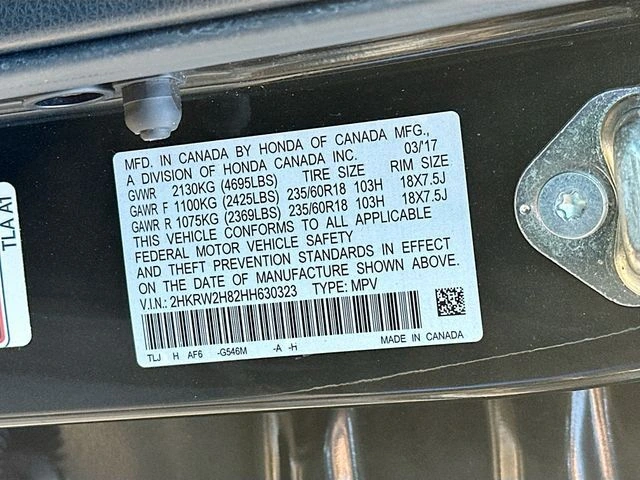 MFD. IN CANADA BY HONDA OF CANADA MFG.,
A DIVISION OF HONDA CANADA INC. 03/'17
GVWR 2130KG (4695LBS) TIRE SIZE RIM SIZE
GAWR F 1100KG (2425LBS) 235/60R18 103H 18X7.5J
GAWR R 1075KG (2369LBS) 235/60R18 103H 18X7.5J
THIS VEHICLE CONFORMS TO ALL APPLICABLE
FEDERAL MOTOR VEHICLE SAFETY
AND THEFT PREVENTION STANDARDS IN EFFECT
ON THE DATE OF MANUFACTURE SHOWN ABOVE.
V.I.N.: 2HKRW2H82HH630323 TYPE: MPV
TLJ H AF6 -G546M -A -H MADE IN CANADA
TLA A1